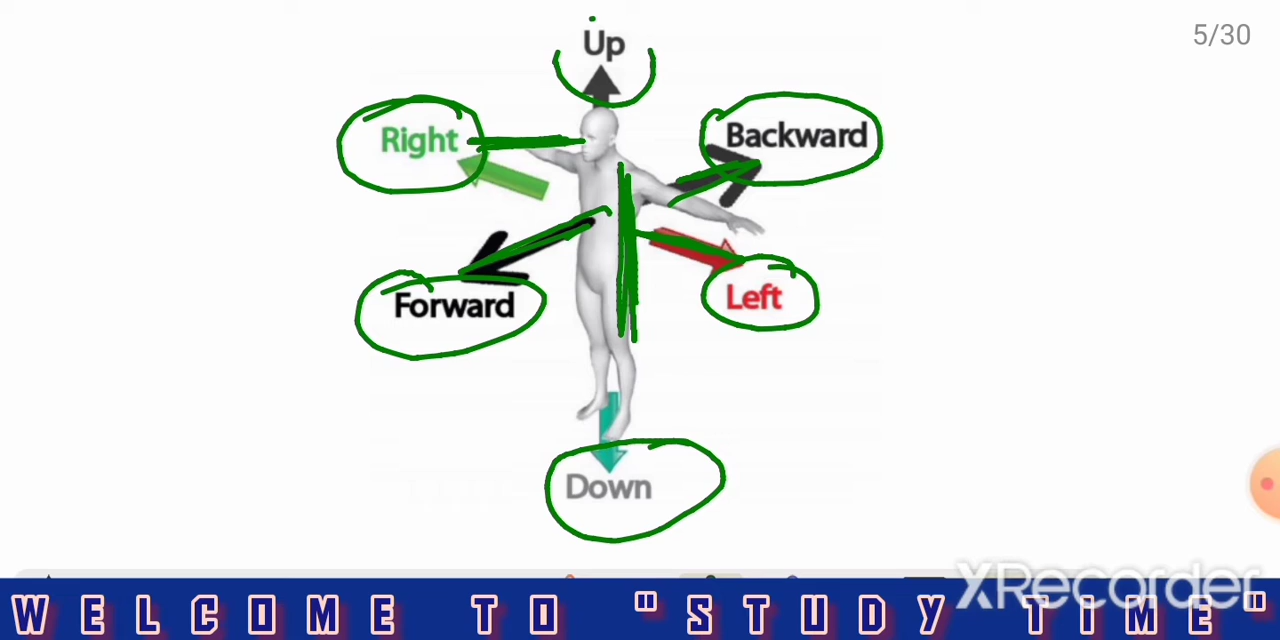 5/30
Up
Right
Backward
Forward
Left
Down
XRecorder
WELCOME TO "STUDY TIME"